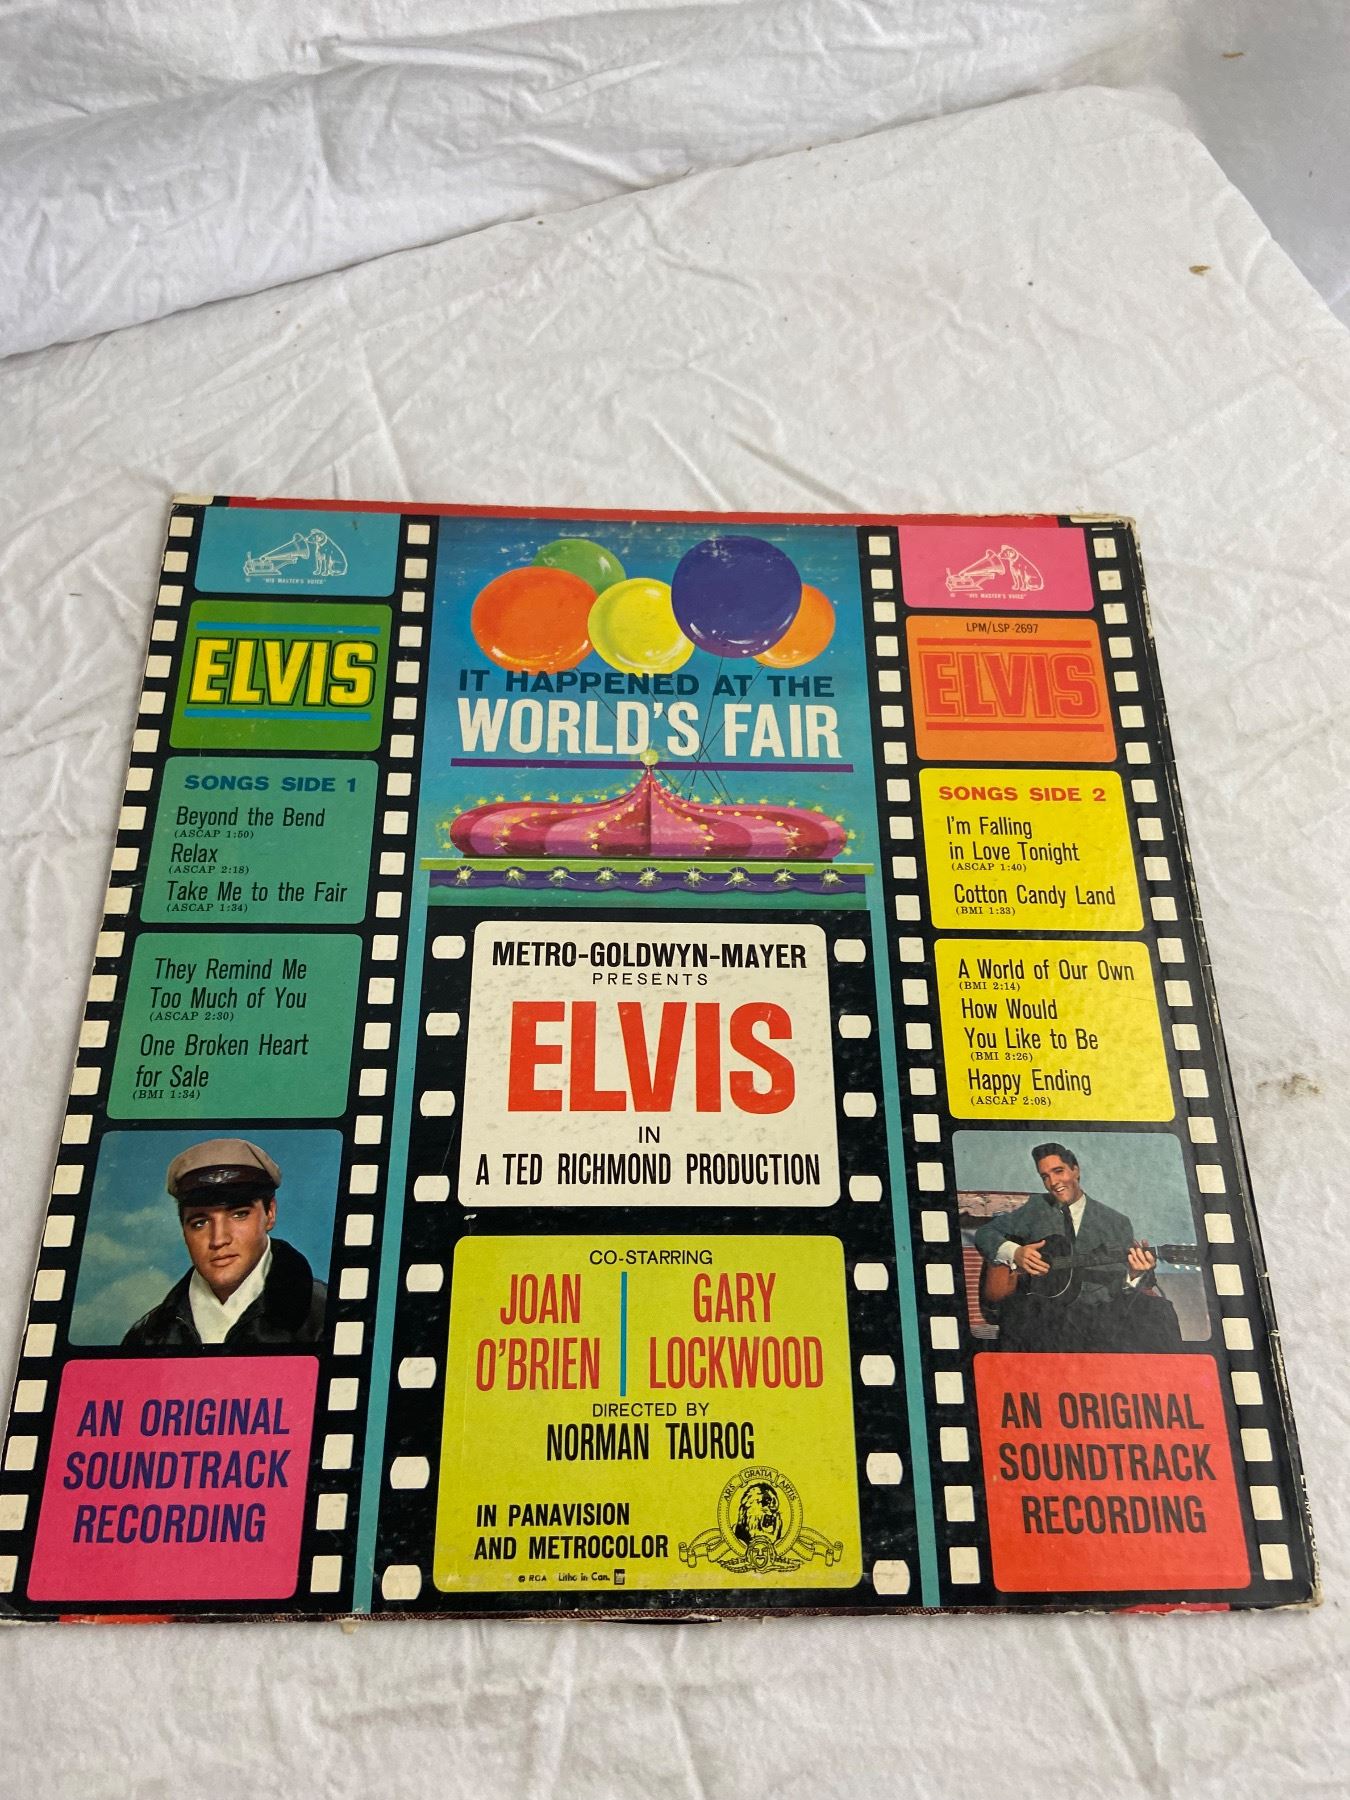 "HIS MASTER'S VOICE"
ELVIS
SONGS SIDE 1
Beyond the Bend
(ASCAP 1:50)
Relax
(ASCAP 2:18)
Take Me to the Fair
(ASCAP 1:34)
They Remind Me
Too Much of You
(ASCAP 2:30)
One Broken Heart
for Sale
(BMI 1:34)
AN ORIGINAL
SOUNDTRACK
RECORDING
IT HAPPENED AT THE
WORLD'S FAIR
METRO-GOLDWYN-MAYER
PRESENTS
ELVIS
IN
A TED RICHMOND PRODUCTION
CO-STARRING
JOAN
O'BRIEN
GARY
LOCKWOOD
DIRECTED BY
NORMAN TAUROG
IN PANAVISION
AND METROCOLOR
ARS GRATIA ARTIS
© RCA Litho in Can.
"HIS MASTER'S VOICE"
LPM/LSP-2697
ELVIS
SONGS SIDE 2
I'm Falling
in Love Tonight
(ASCAP 1:40)
Cotton Candy Land
(BMI 1:33)
A World of Our Own
(BMI 2:14)
How Would
You Like to Be
(BMI 3:26)
Happy Ending
(ASCAP 2:08)
AN ORIGINAL
SOUNDTRACK
RECORDING